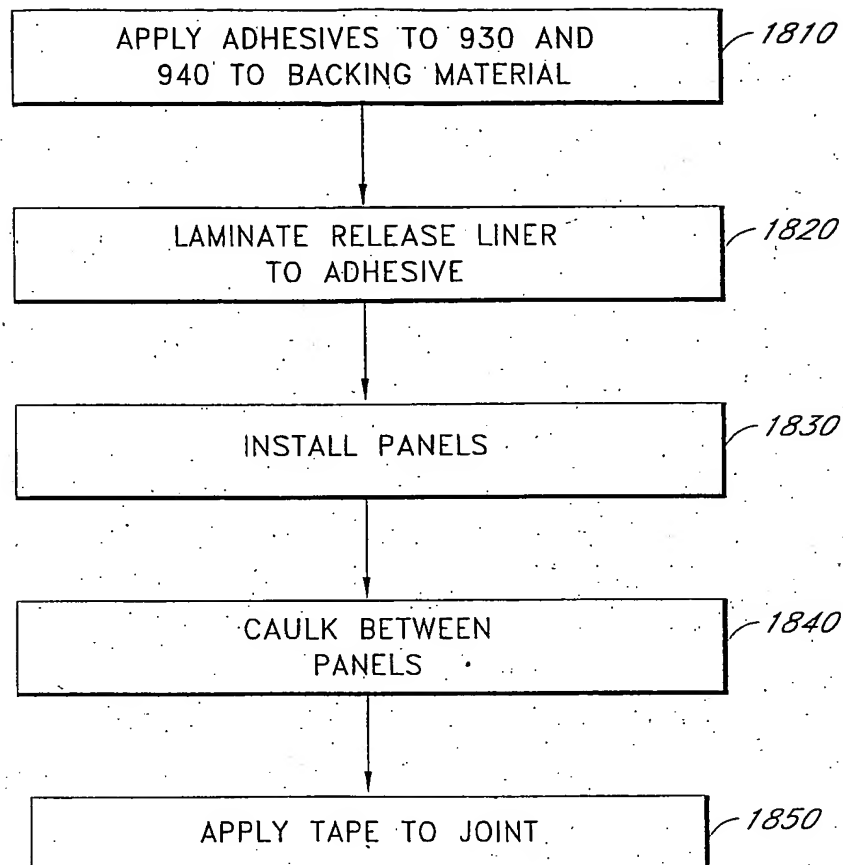 APPLY ADHESIVES TO 930 AND
940 TO BACKING MATERIAL
1810
LAMINATE RELEASE LINER
TO ADHESIVE
1820
INSTALL PANELS
1830
CAULK BETWEEN
PANELS
1840
APPLY TAPE TO JOINT
1850